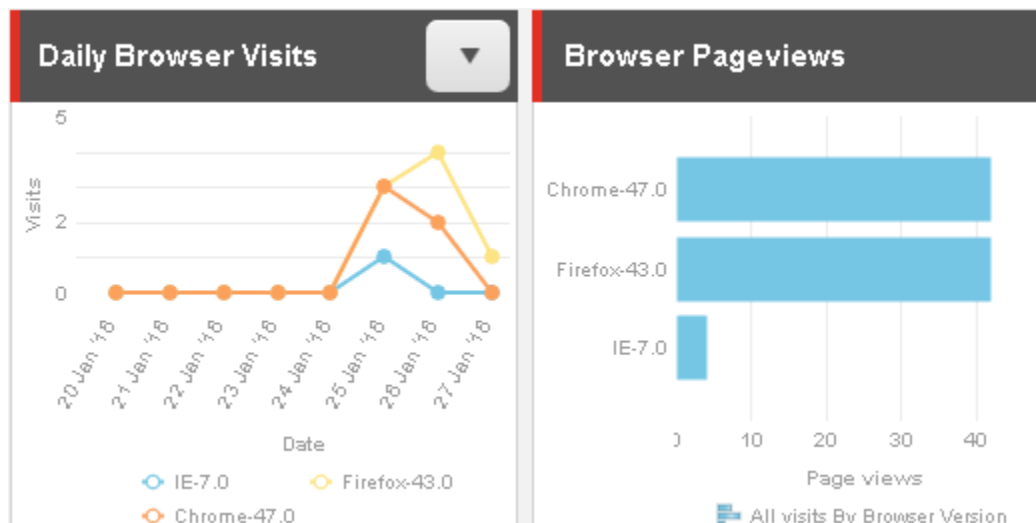 Daily Browser Visits
5
Visits
2
0
20 Jan '16
21 Jan '16
22 Jan '16
23 Jan '16
24 Jan '16
25 Jan '16
26 Jan '16
27 Jan '16
Date
IE-7.0
Firefox-43.0
Chrome-47.0
Browser Pageviews
Chrome-47.0
Firefox-43.0
IE-7.0
0 10 20 30 40
Page views
All visits By Browser Version